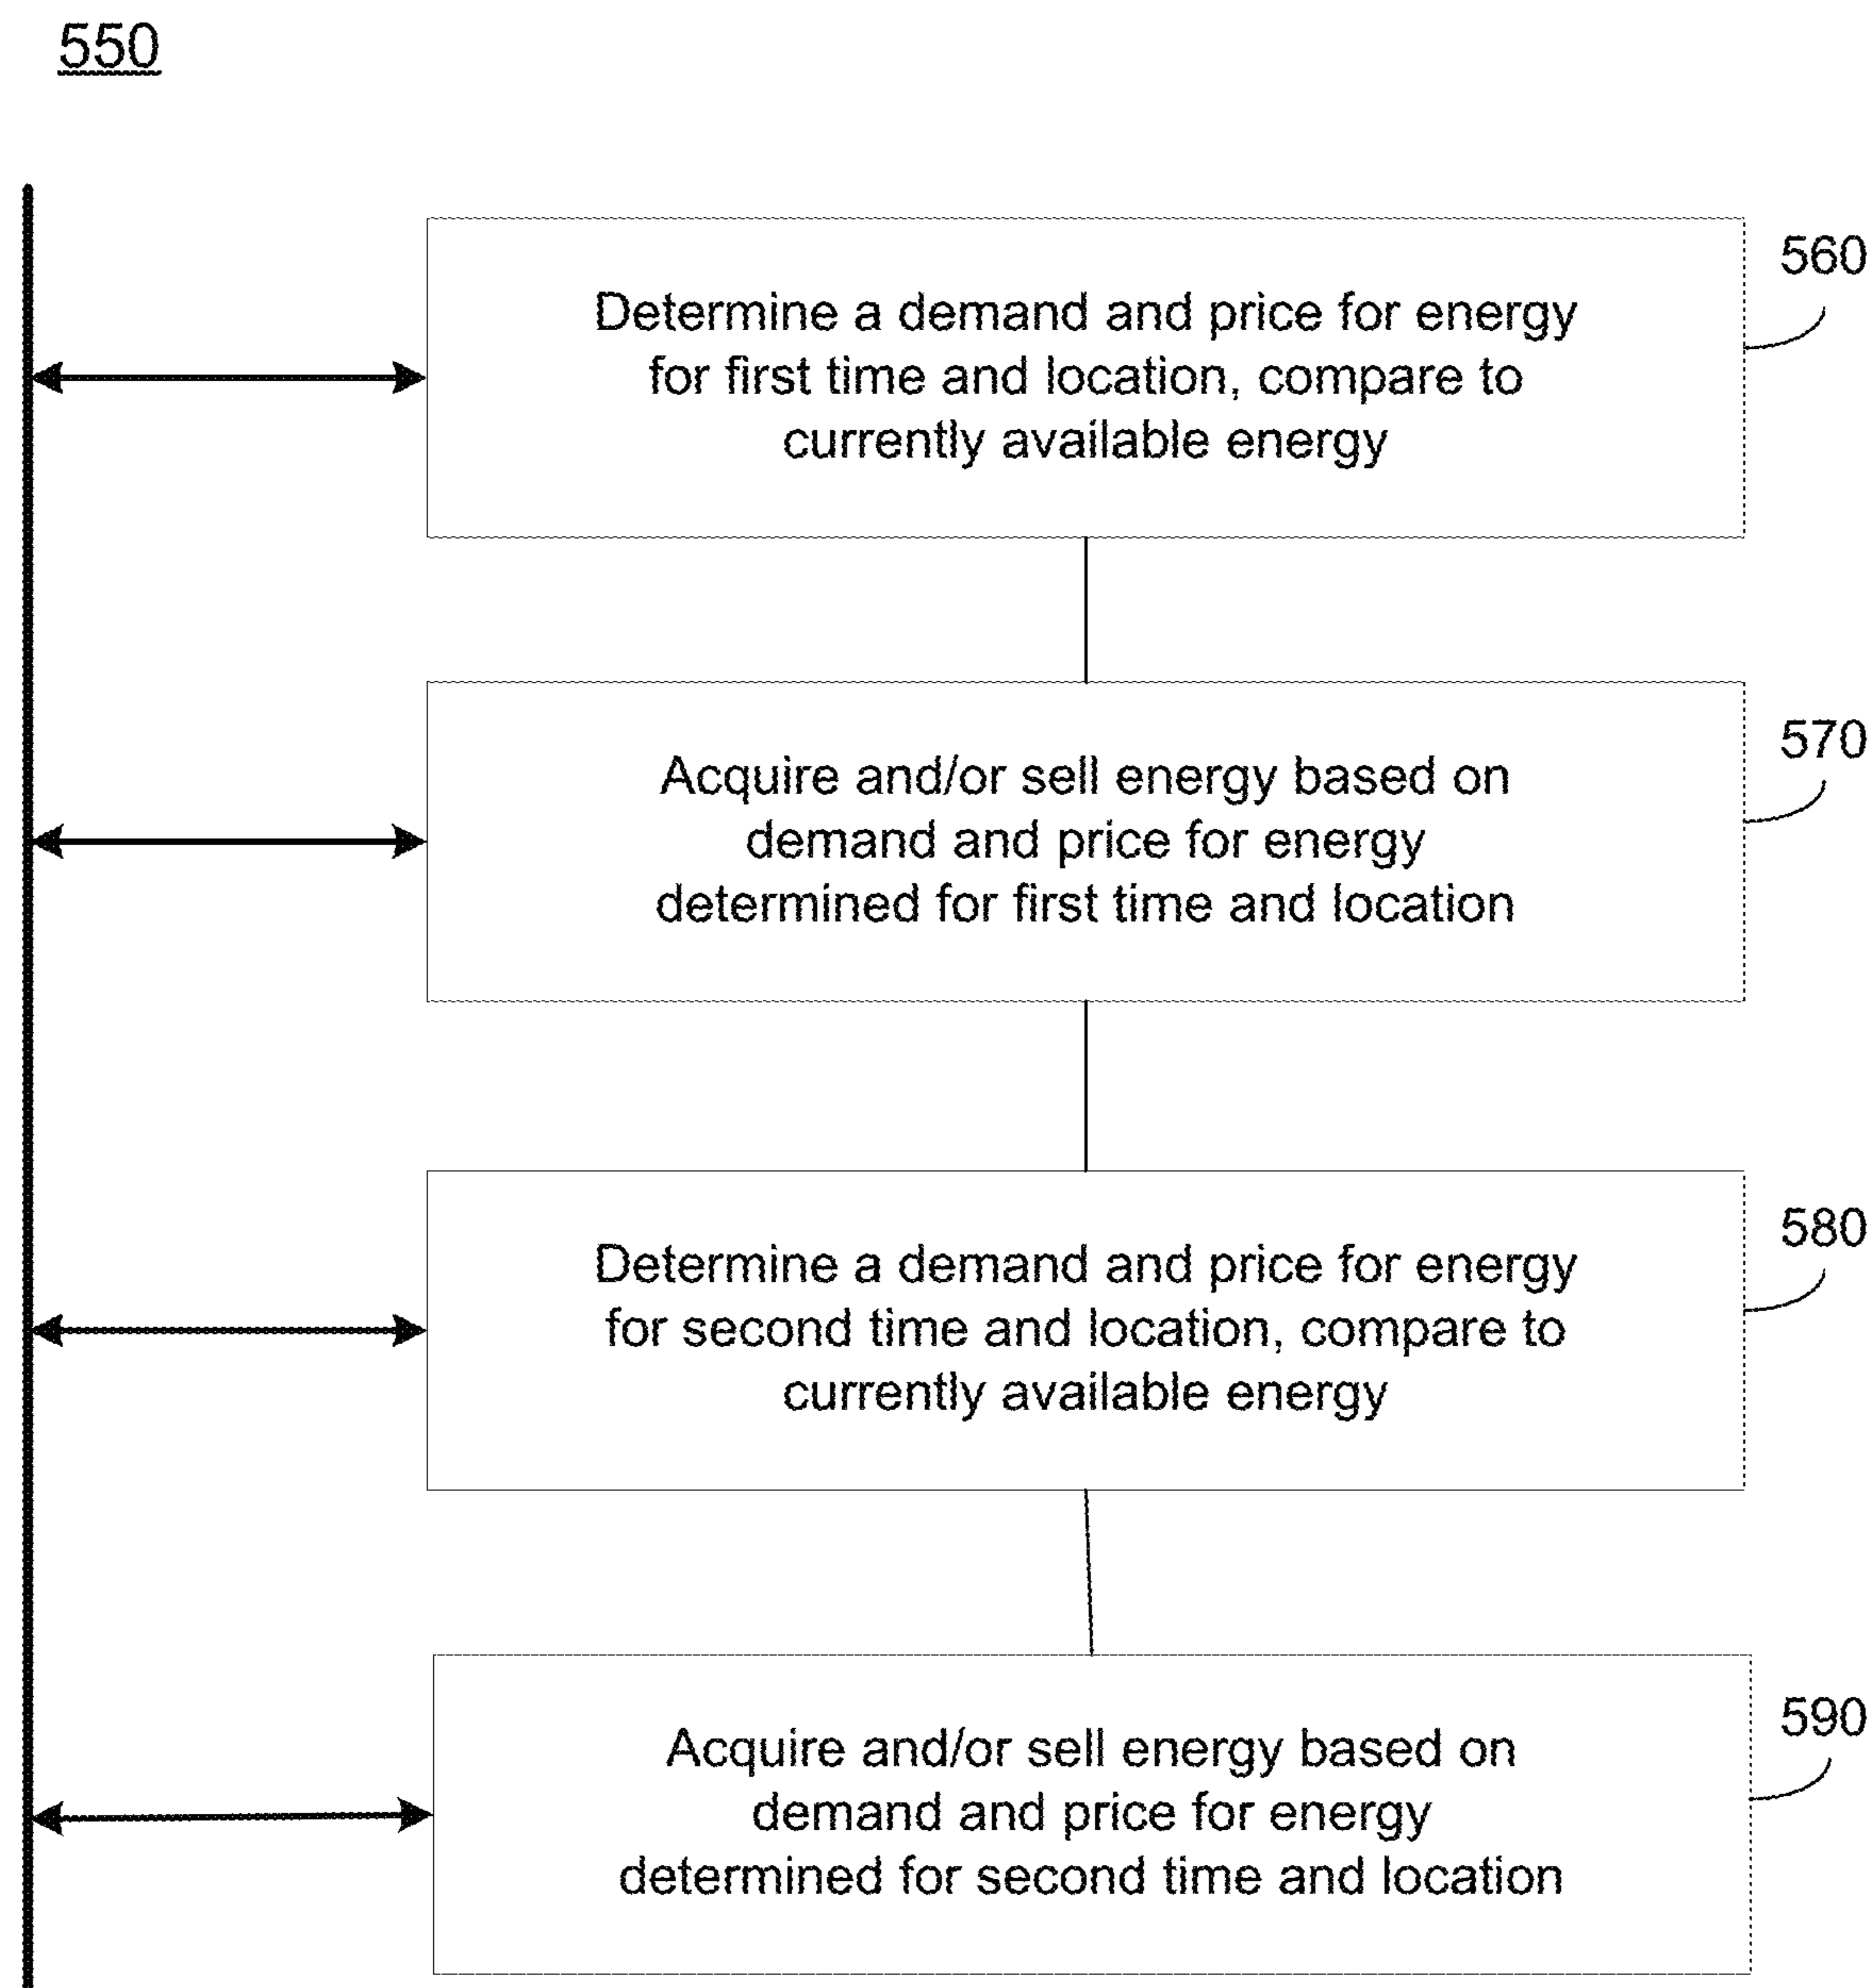 550
560
Determine a demand and price for energy
for first time and location, compare to
currently available energy
570
Acquire and/or sell energy based on
demand and price for energy
determined for first time and location
580
Determine a demand and price for energy
for second time and location, compare to
currently available energy
590
Acquire and/or sell energy based on
demand and price for energy
determined for second time and location